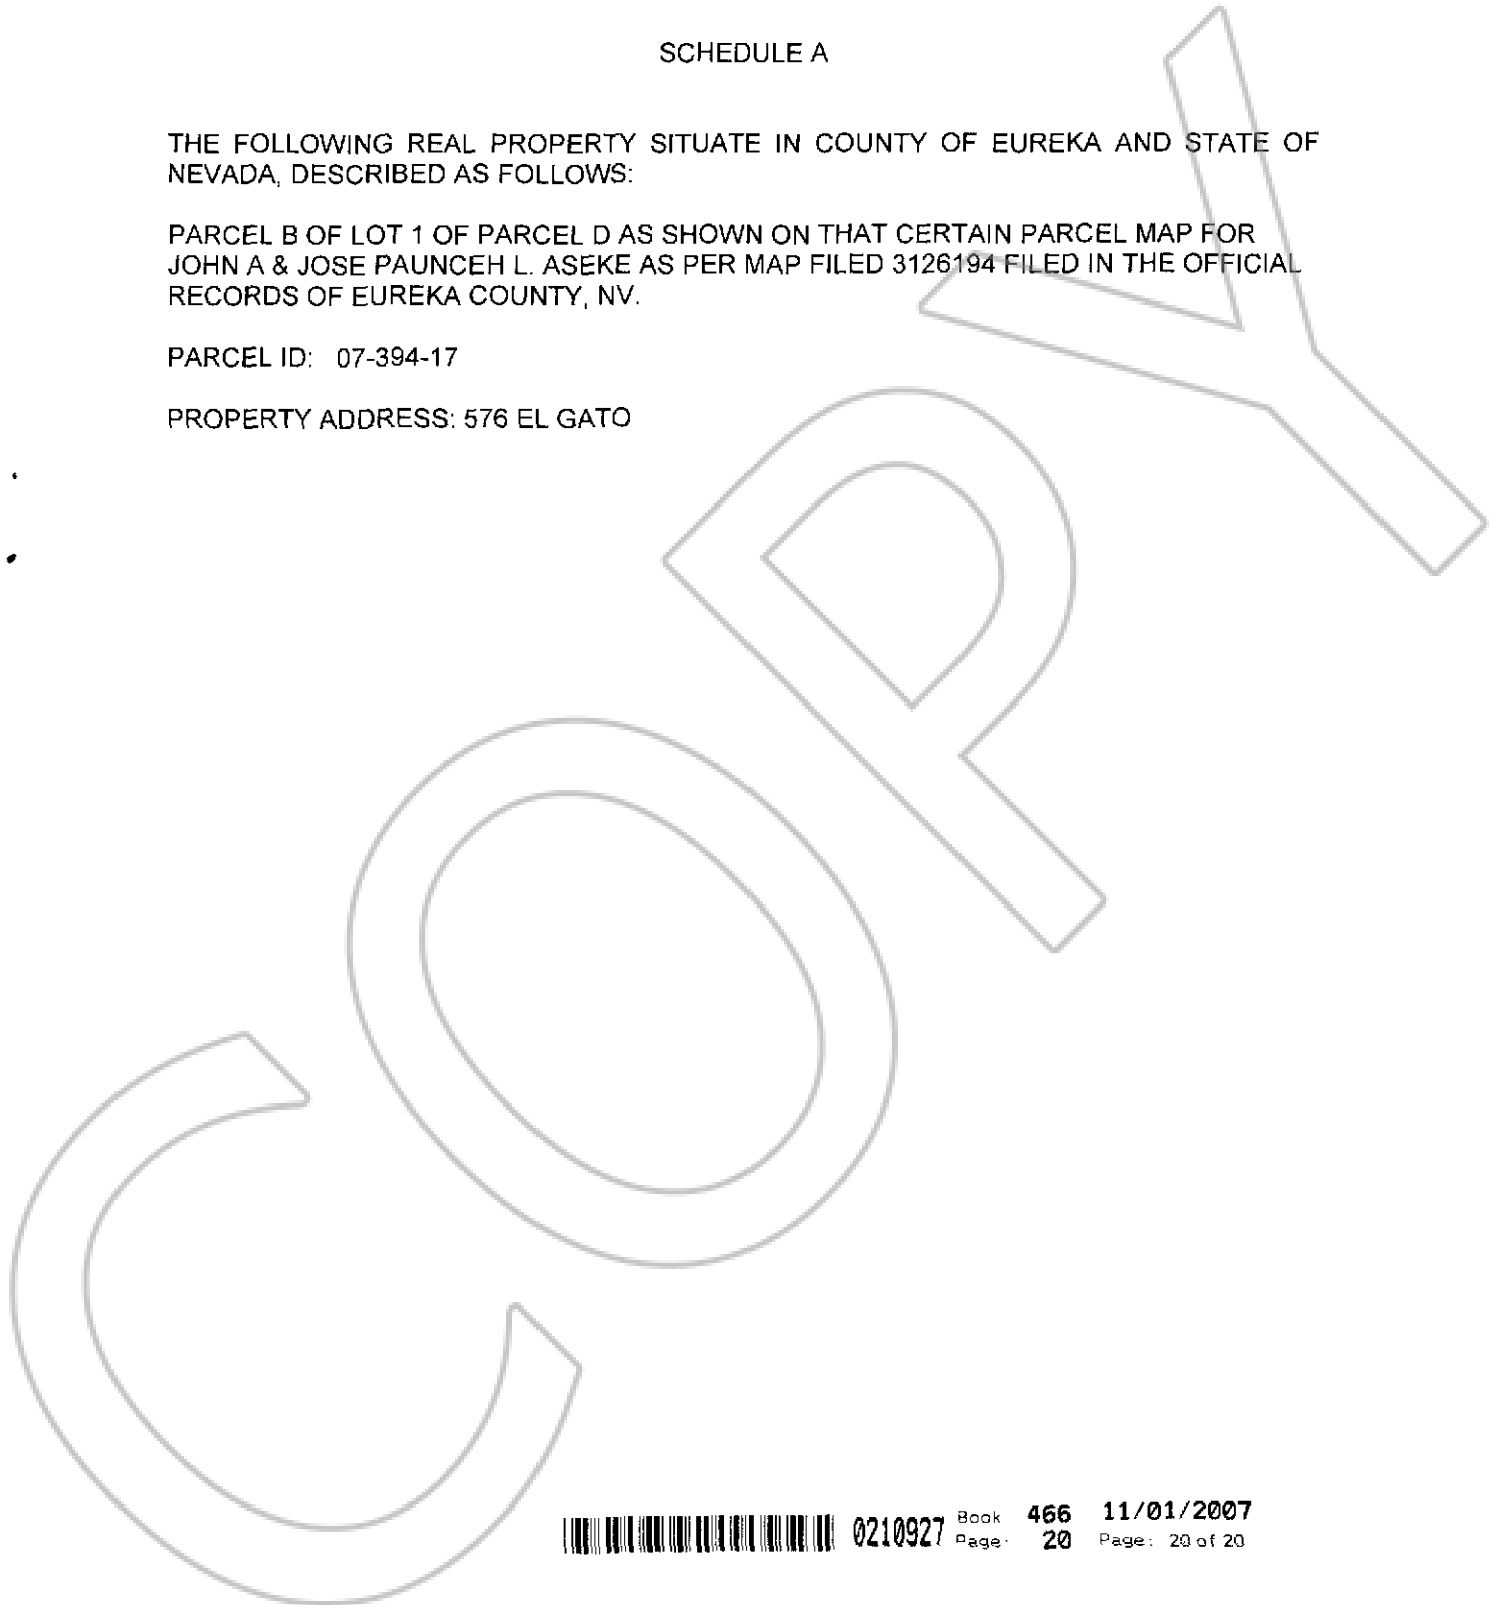 SCHEDULE A
THE FOLLOWING REAL PROPERTY SITUATE IN COUNTY OF EUREKA AND STATE OF
NEVADA, DESCRIBED AS FOLLOWS:
PARCEL B OF LOT 1 OF PARCEL D AS SHOWN ON THAT CERTAIN PARCEL MAP FOR
JOHN A & JOSE PAUNCEH L. ASEKE AS PER MAP FILED 3126194 FILED IN THE OFFICIAL
RECORDS OF EUREKA COUNTY, NV.
PARCEL ID: 07-394-17
PROPERTY ADDRESS: 576 EL GATO
COPY
0210927 Book 466 11/01/2007
Page: 20 Page: 20 of 20